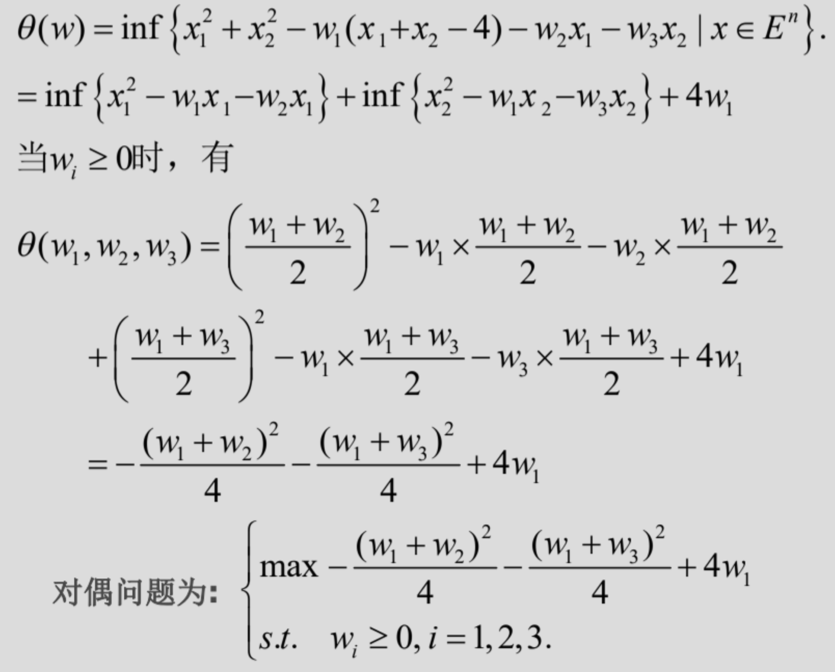 θ(w) = inf{x₁² + x₂² − w₁(x₁+x₂ − 4) − w₂x₁ − w₃x₂ | x ∈ Eⁿ}.
= inf{x₁² − w₁x₁−w₂x₁} + inf{x₂² − w₁x₂−w₃x₂} + 4w₁
当wᵢ ≥ 0时，有
θ(w₁, w₂, w₃) = ((w₁ + w₂)/2)² − w₁ × (w₁ + w₂)/2 − w₂ × (w₁ + w₂)/2
+ ((w₁ + w₃)/2)² − w₁ × (w₁ + w₃)/2 − w₃ × (w₁ + w₃)/2 + 4w₁
= −(w₁ + w₂)²/4 − (w₁ + w₃)²/4 + 4w₁
对偶问题为: { max −(w₁ + w₂)²/4 − (w₁ + w₃)²/4 + 4w₁
s.t. wᵢ ≥ 0, i = 1, 2, 3.